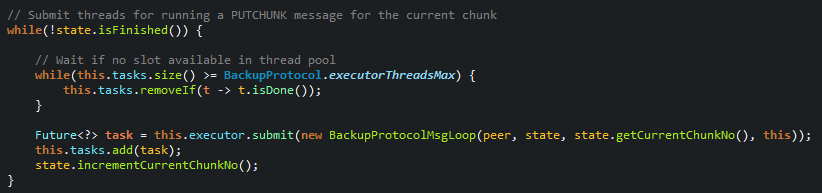 // Submit threads for running a PUTCHUNK message for the current chunk
while(!state.isFinished()) {
// Wait if no slot available in thread pool
while(this.tasks.size() >= BackupProtocol.executorThreadsMax) {
this.tasks.removeIf(t -> t.isDone());
}
Future<?> task = this.executor.submit(new BackupProtocolMsgLoop(peer, state, state.getCurrentChunkNo(), this));
this.tasks.add(task);
state.incrementCurrentChunkNo();
}